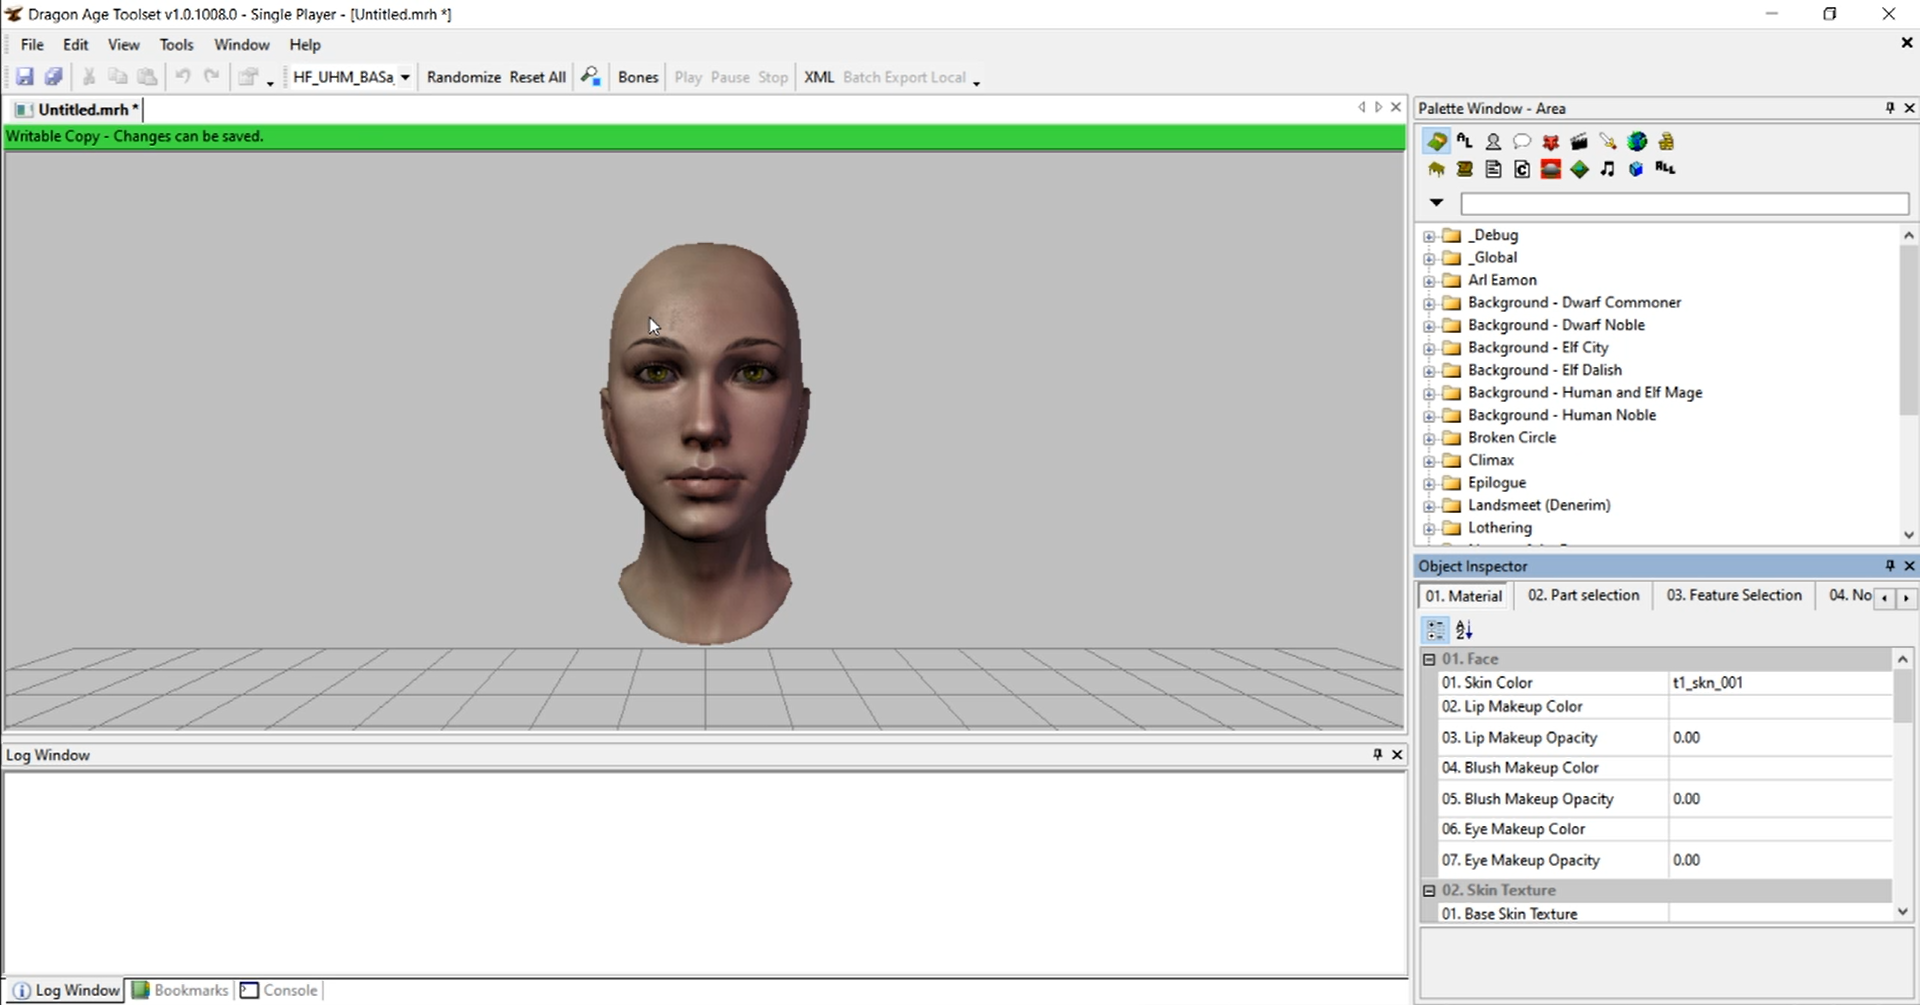 Dragon Age Toolset v1.0.1008.0 - Single Player - [Untitled.mrh *]
File Edit View Tools Window Help
HF_UHM_BASa Randomize Reset All Bones Play Pause Stop XML Batch Export Local
Untitled.mrh *
Writable Copy - Changes can be saved.
Palette Window - Area
_Debug
_Global
Arl Eamon
Background - Dwarf Commoner
Background - Dwarf Noble
Background - Elf City
Background - Elf Dalish
Background - Human and Elf Mage
Background - Human Noble
Broken Circle
Climax
Epilogue
Landsmeet (Denerim)
Lothering
Object Inspector
01. Material 02. Part selection 03. Feature Selection 04. No
01. Face
01. Skin Color t1_skn_001
02. Lip Makeup Color
03. Lip Makeup Opacity 0.00
04. Blush Makeup Color
05. Blush Makeup Opacity 0.00
06. Eye Makeup Color
07. Eye Makeup Opacity 0.00
02. Skin Texture
01. Base Skin Texture
Log Window
Log Window Bookmarks Console